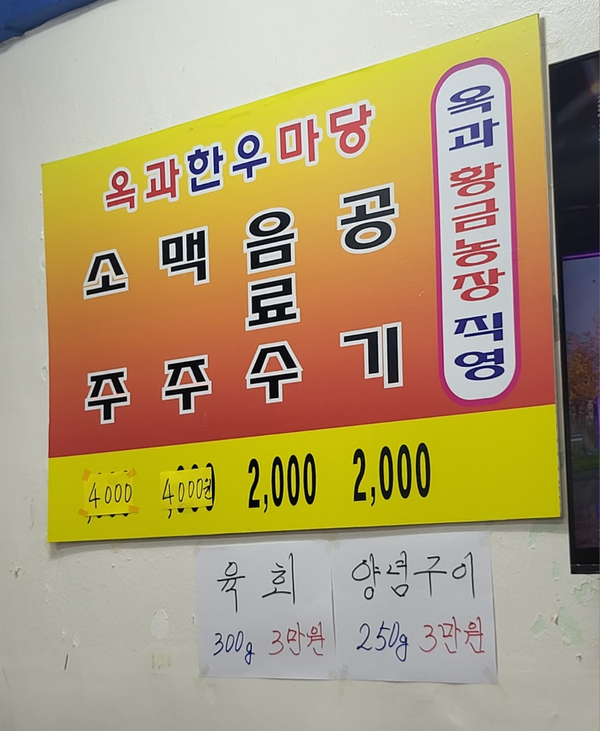 옥과한우마당
소주 맥주 음료수 공기
4000 4,000원 2,000 2,000
옥과 황금농장 직영
육회 양념구이
300g 3만원 250g 3만원